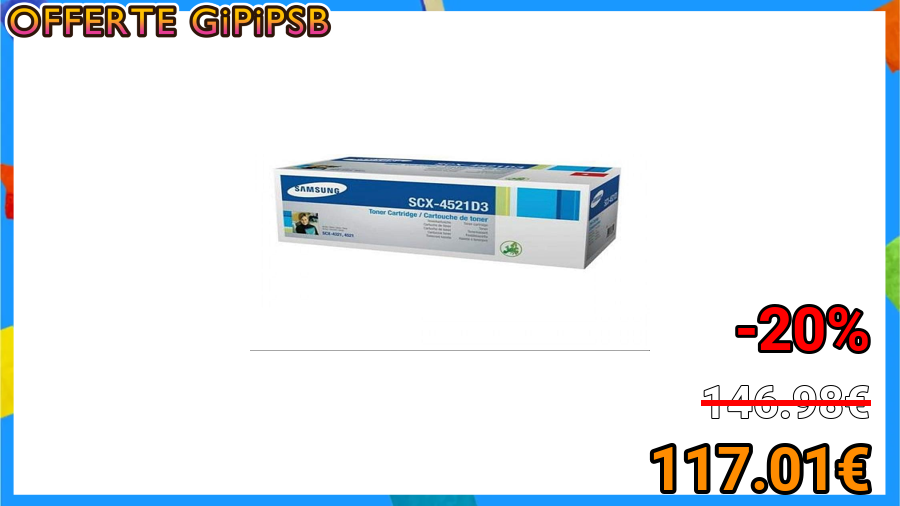 OFFERTE GiPiPSB
SAMSUNG
SCX-4521D3
Toner Cartridge / Cartouche de toner
SCX-4321, 4521
-20%
146.98€
117.01€